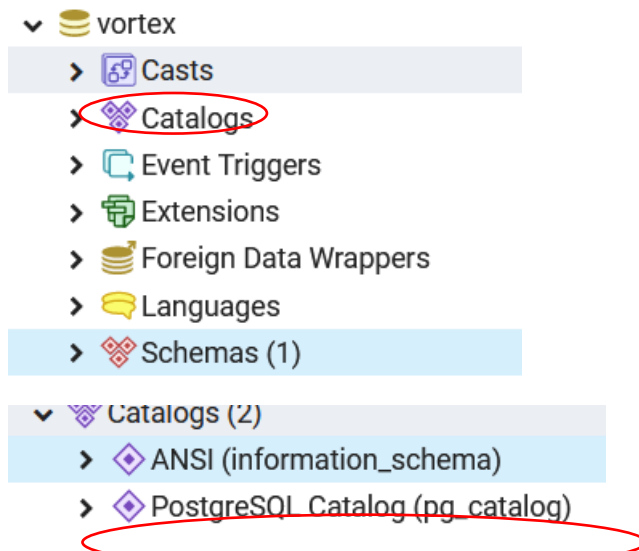 vortex
Casts
Catalogs
Event Triggers
Extensions
Foreign Data Wrappers
Languages
Schemas (1)
Catalogs (2)
ANSI (information_schema)
PostgreSQL Catalog (pg_catalog)